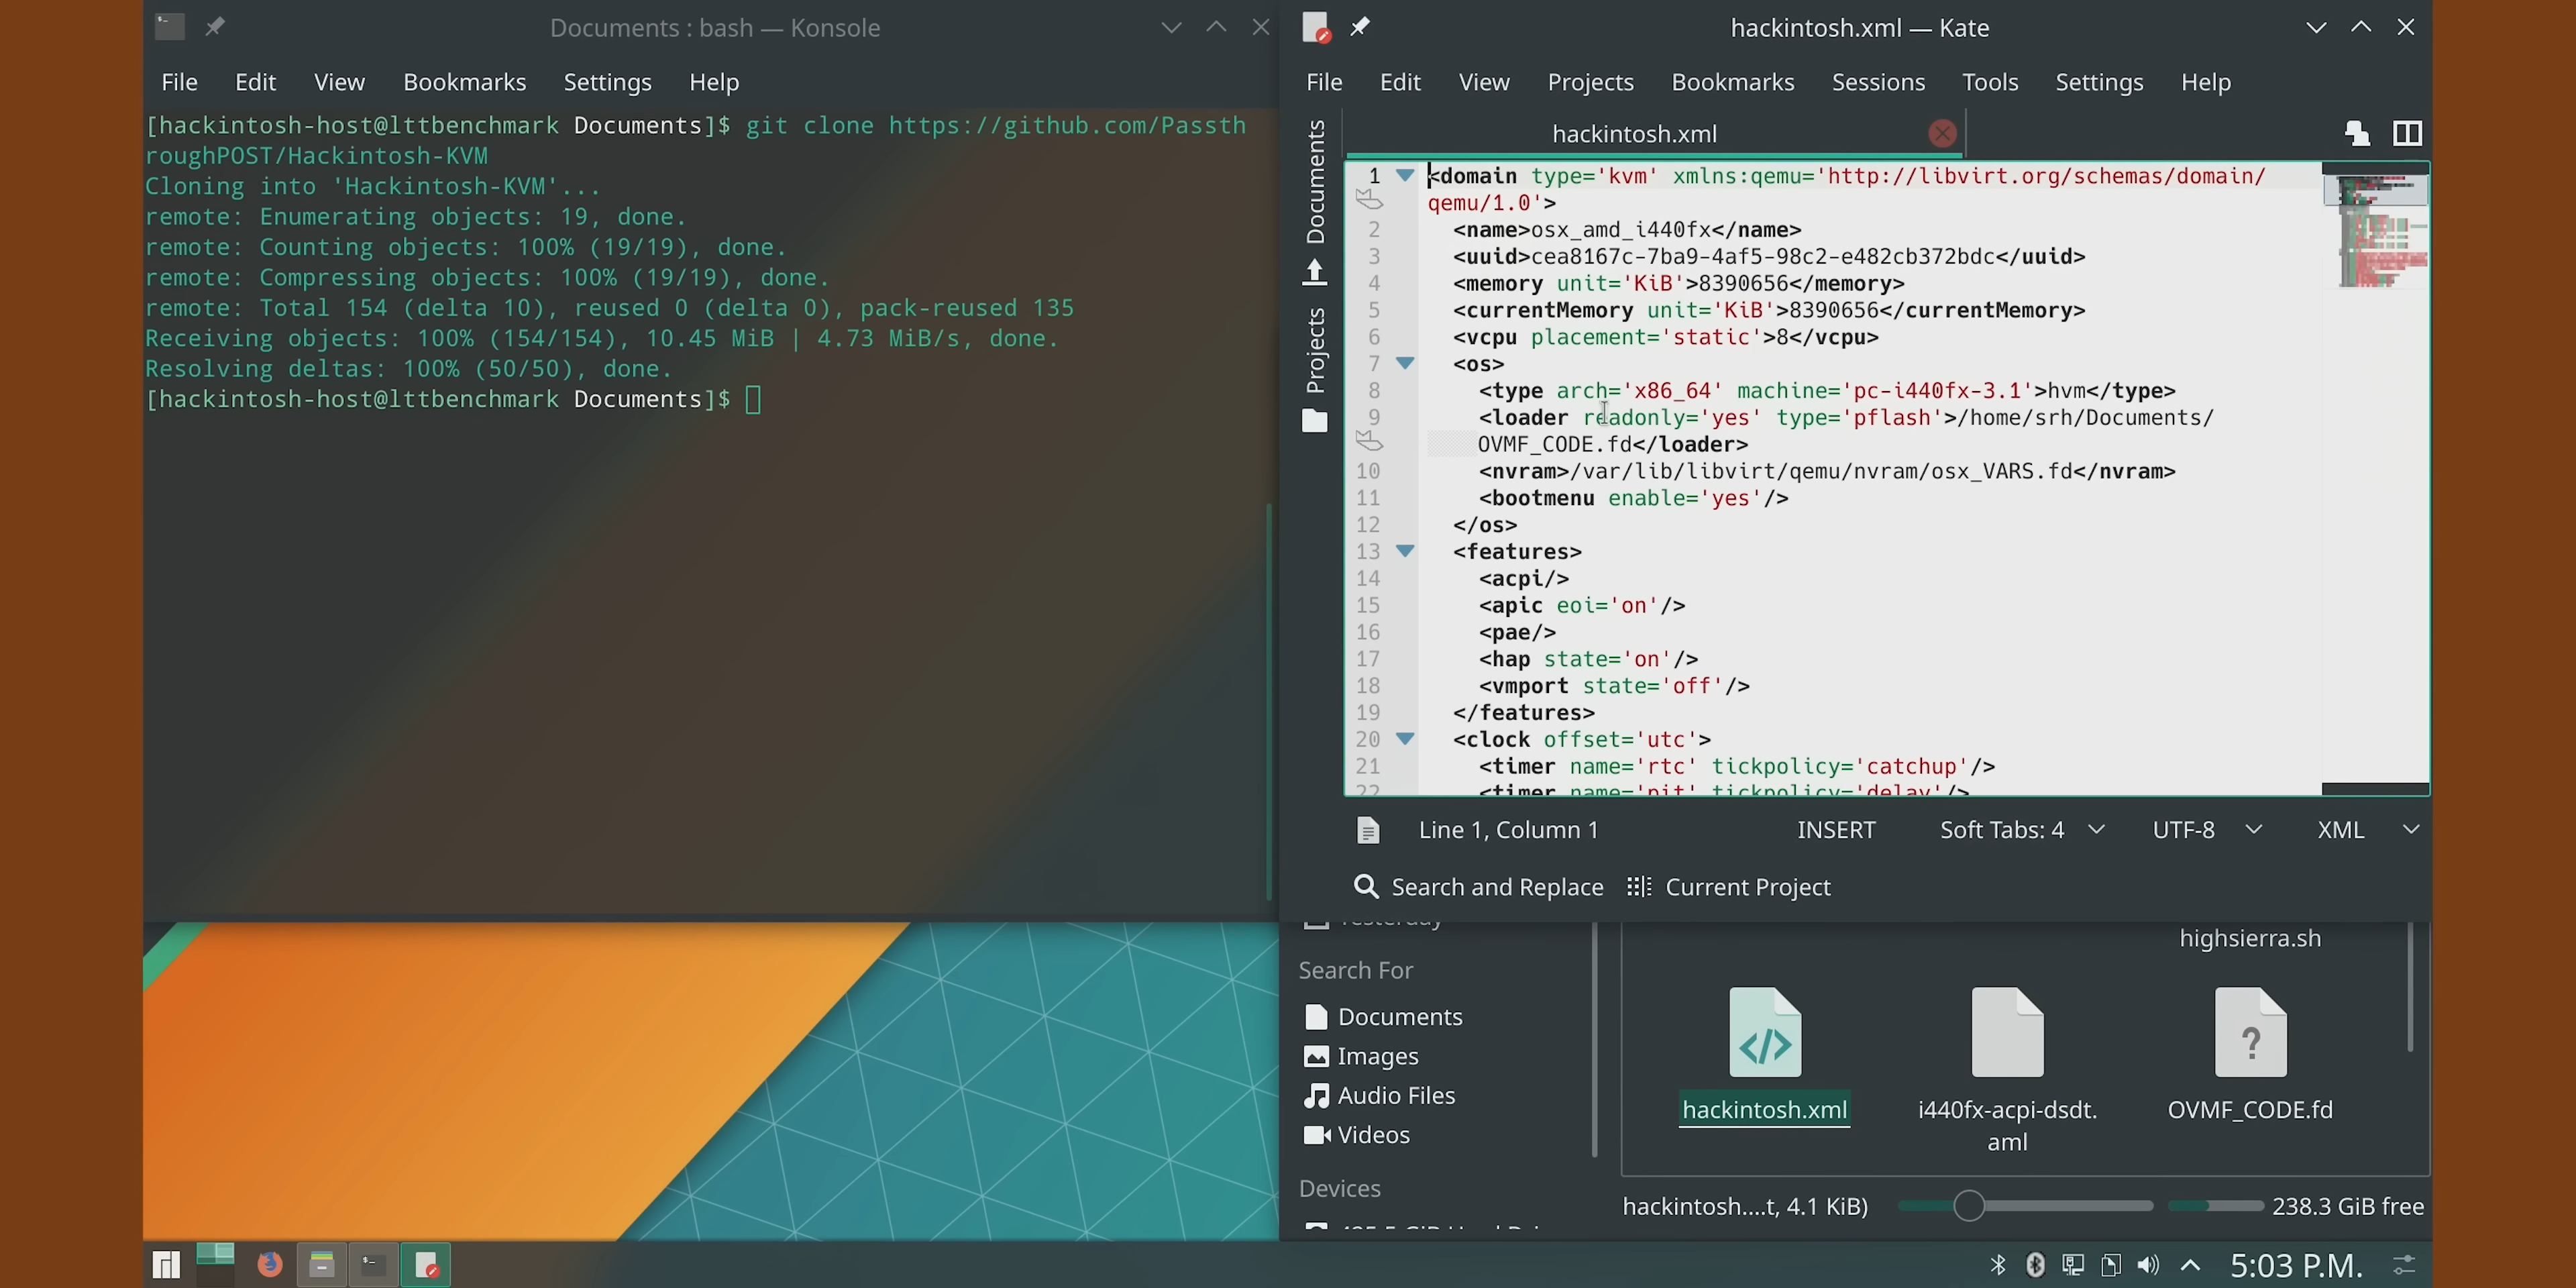 Documents : bash — Konsole
File Edit View Bookmarks Settings Help
[hackintosh-host@lttbenchmark Documents]$ git clone https://github.com/Passth
roughPOST/Hackintosh-KVM
Cloning into 'Hackintosh-KVM'...
remote: Enumerating objects: 19, done.
remote: Counting objects: 100% (19/19), done.
remote: Compressing objects: 100% (19/19), done.
remote: Total 154 (delta 10), reused 0 (delta 0), pack-reused 135
Receiving objects: 100% (154/154), 10.45 MiB | 4.73 MiB/s, done.
Resolving deltas: 100% (50/50), done.
[hackintosh-host@lttbenchmark Documents]$
hackintosh.xml — Kate
File Edit View Projects Bookmarks Sessions Tools Settings Help
Documents
Projects
hackintosh.xml
1 <domain type='kvm' xmlns:qemu='http://libvirt.org/schemas/domain/
qemu/1.0'>
2 <name>osx_amd_i440fx</name>
3 <uuid>cea8167c-7ba9-4af5-98c2-e482cb372bdc</uuid>
4 <memory unit='KiB'>8390656</memory>
5 <currentMemory unit='KiB'>8390656</currentMemory>
6 <vcpu placement='static'>8</vcpu>
7 <os>
8 <type arch='x86_64' machine='pc-i440fx-3.1'>hvm</type>
9 <loader readonly='yes' type='pflash'>/home/srh/Documents/
OVMF_CODE.fd</loader>
10 <nvram>/var/lib/libvirt/qemu/nvram/osx_VARS.fd</nvram>
11 <bootmenu enable='yes'/>
12 </os>
13 <features>
14 <acpi/>
15 <apic eoi='on'/>
16 <pae/>
17 <hap state='on'/>
18 <vmport state='off'/>
19 </features>
20 <clock offset='utc'>
21 <timer name='rtc' tickpolicy='catchup'/>
22 <timer name='pit' tickpolicy='delay'/>
Line 1, Column 1 INSERT Soft Tabs: 4 UTF-8 XML
Search and Replace Current Project
Yesterday
Search For
Documents
Images
Audio Files
Videos
Devices
highsierra.sh
hackintosh.xml
i440fx-acpi-dsdt.
aml
OVMF_CODE.fd
hackintosh....t, 4.1 KiB) 238.3 GiB free
5:03 P.M.